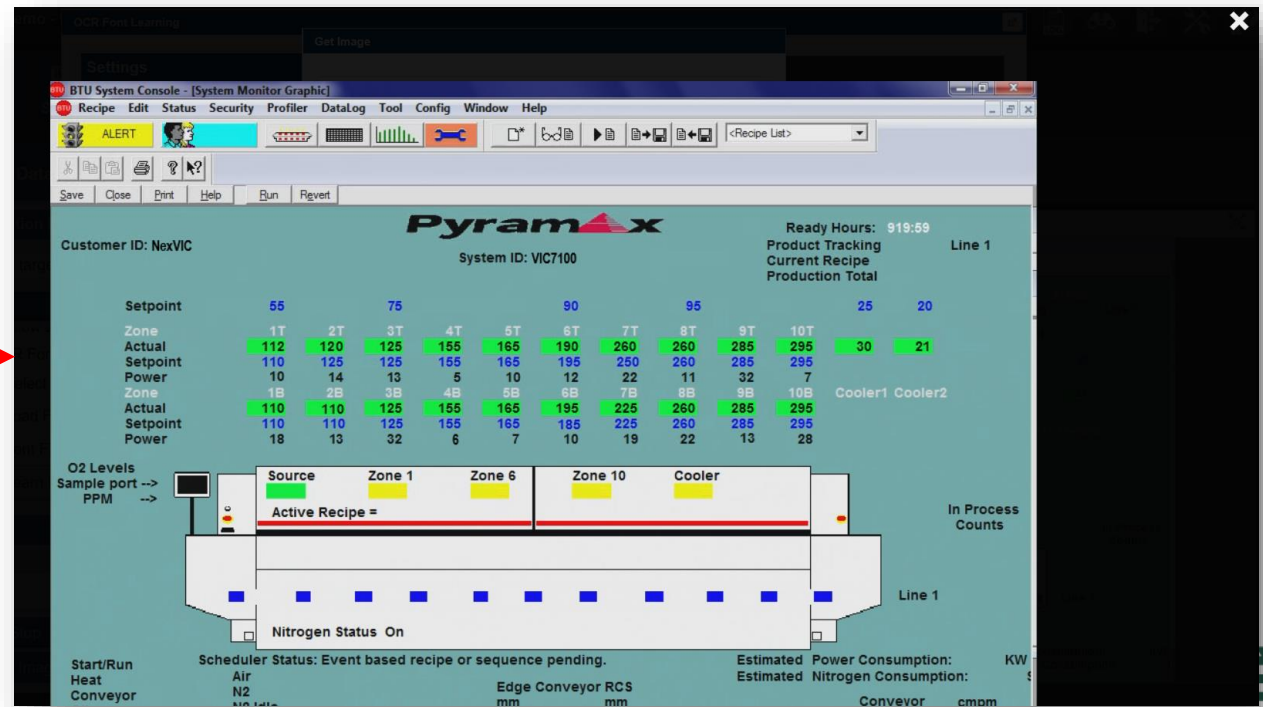 OCR Font Learning
Get Image
Settings
BTU System Console - [System Monitor Graphic]
Recipe Edit Status Security Profiler DataLog Tool Config Window Help
ALERT
<Recipe List>
Save Close Print Help Run Revert
PyramAx
Customer ID: NexVIC
System ID: VIC7100
Ready Hours: 919:59
Product Tracking Line 1
Current Recipe
Production Total
Setpoint 55 75 90 95 25 20
Zone 1T 2T 3T 4T 5T 6T 7T 8T 9T 10T
Actual 112 120 125 155 165 190 260 260 285 295 30 21
Setpoint 110 125 125 155 165 195 250 260 285 295
Power 10 14 13 5 10 12 22 11 32 7
Zone 1B 2B 3B 4B 5B 6B 7B 8B 9B 10B Cooler1 Cooler2
Actual 110 110 125 155 165 195 225 260 285 295
Setpoint 110 110 125 155 165 185 225 260 285 295
Power 18 13 32 6 7 10 19 22 13 28
O2 Levels
Sample port -->
PPM -->
Source Zone 1 Zone 6 Zone 10 Cooler
Active Recipe =
In Process
Counts
Line 1
Nitrogen Status On
Start/Run
Heat
Conveyor
Scheduler Status: Event based recipe or sequence pending.
Air
N2
Edge Conveyor RCS
mm mm
Estimated Power Consumption: KW
Estimated Nitrogen Consumption:
Conveyor cmpm